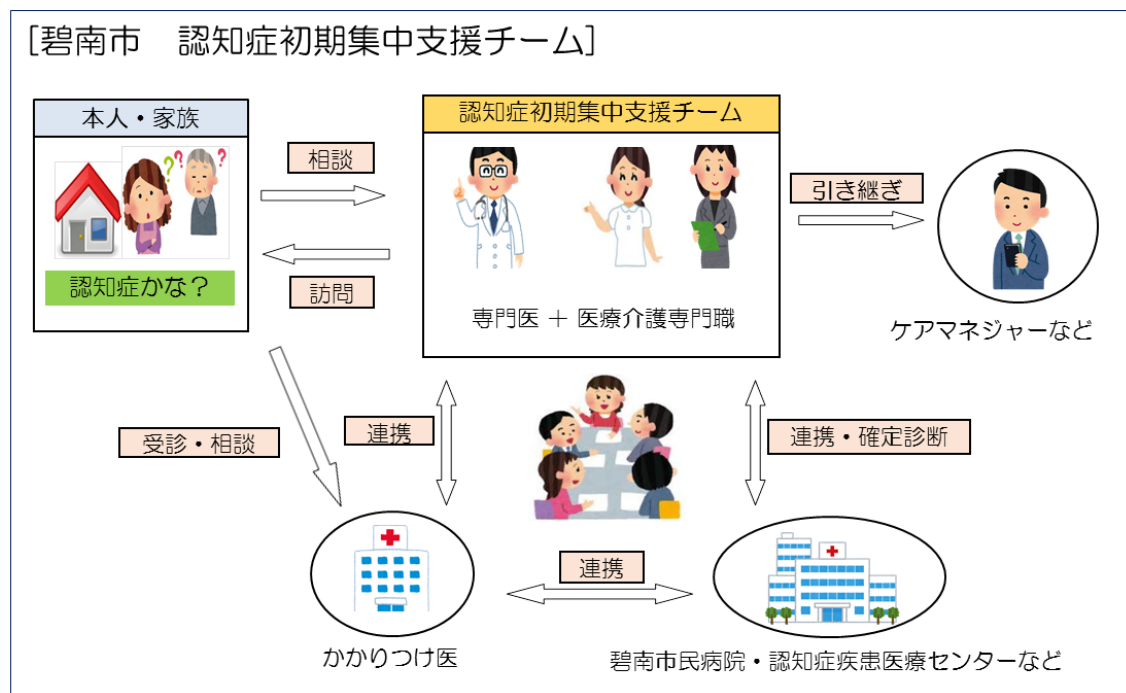 [碧南市　認知症初期集中支援チーム]
本人・家族
認知症かな？
相談
訪問
認知症初期集中支援チーム
専門医 ＋ 医療介護専門職
引き継ぎ
ケアマネジャーなど
受診・相談
連携
連携・確定診断
連携
かかりつけ医
碧南市民病院・認知症疾患医療センターなど